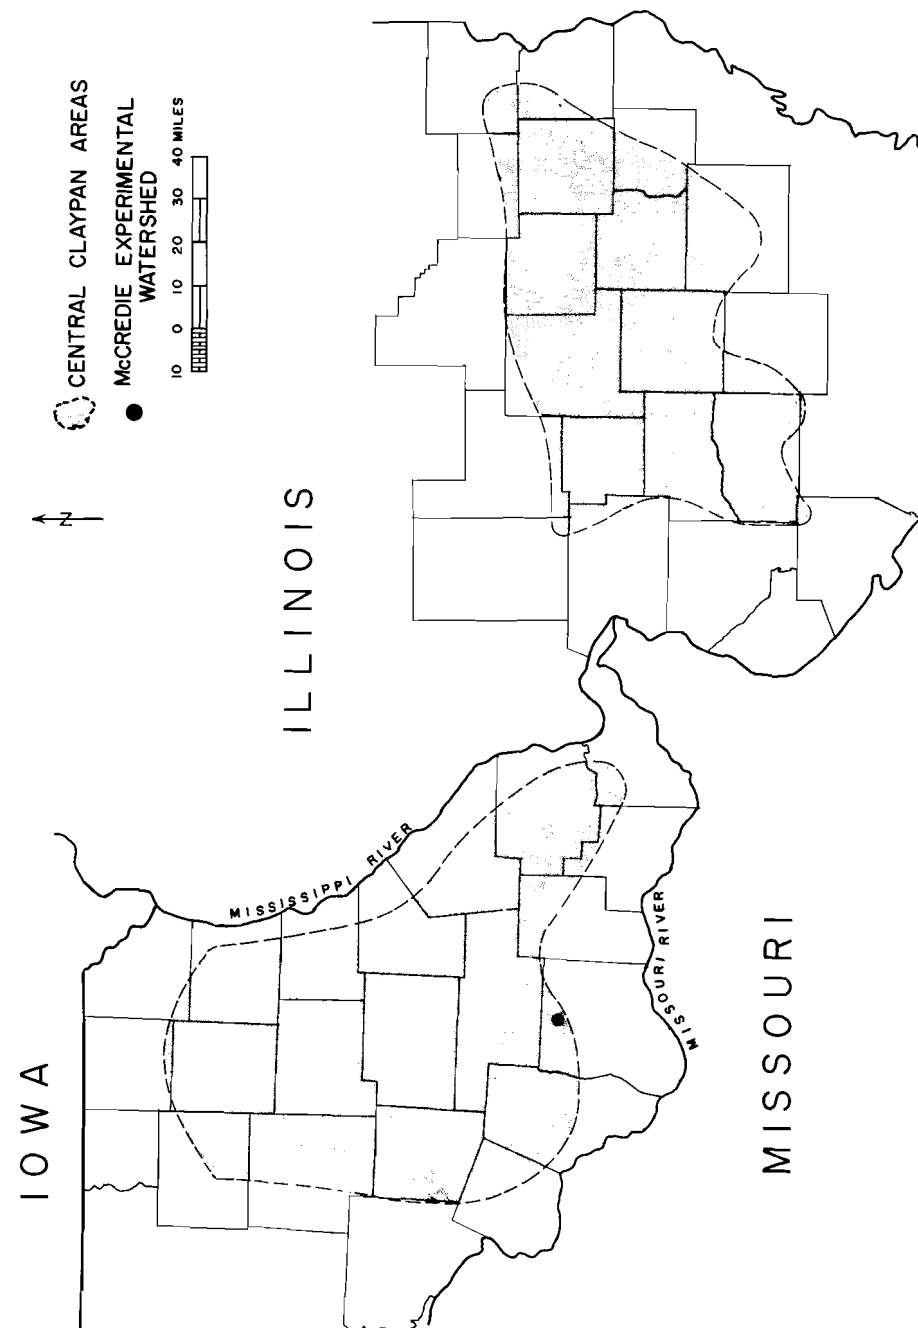 CENTRAL CLAYPAN AREAS
McCREDIE EXPERIMENTAL
WATERSHED
10 0 10 20 30 40 MILES
N
IOWA
ILLINOIS
MISSISSIPPI RIVER
MISSOURI RIVER
MISSOURI